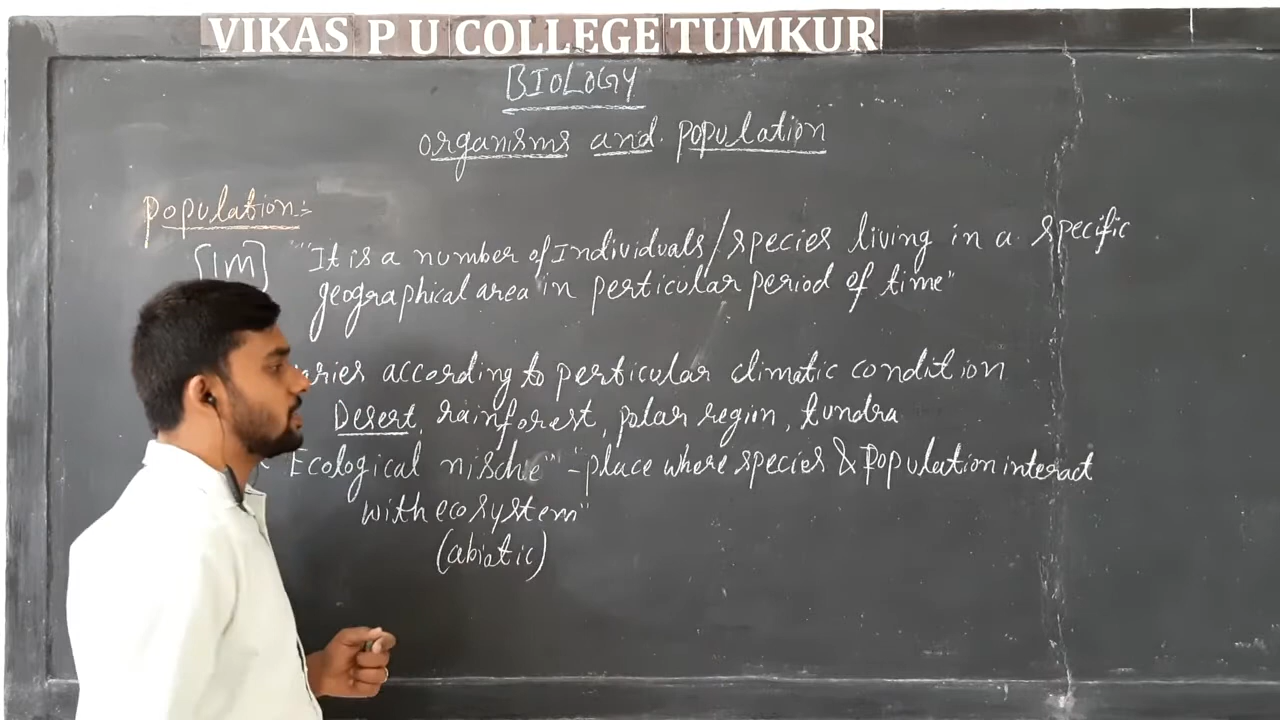 VIKAS P U COLLEGE TUMKUR
BIOLOGY
organisms and population
population:-
[1M] "It is a number of Individuals/species living in a specific
geographical area in perticular period of time"
according to perticular climatic condition
Desert, rainforest, polar region, tundra
Ecological nische" - place where species & population interact
with ecosystem"
(abiatic)